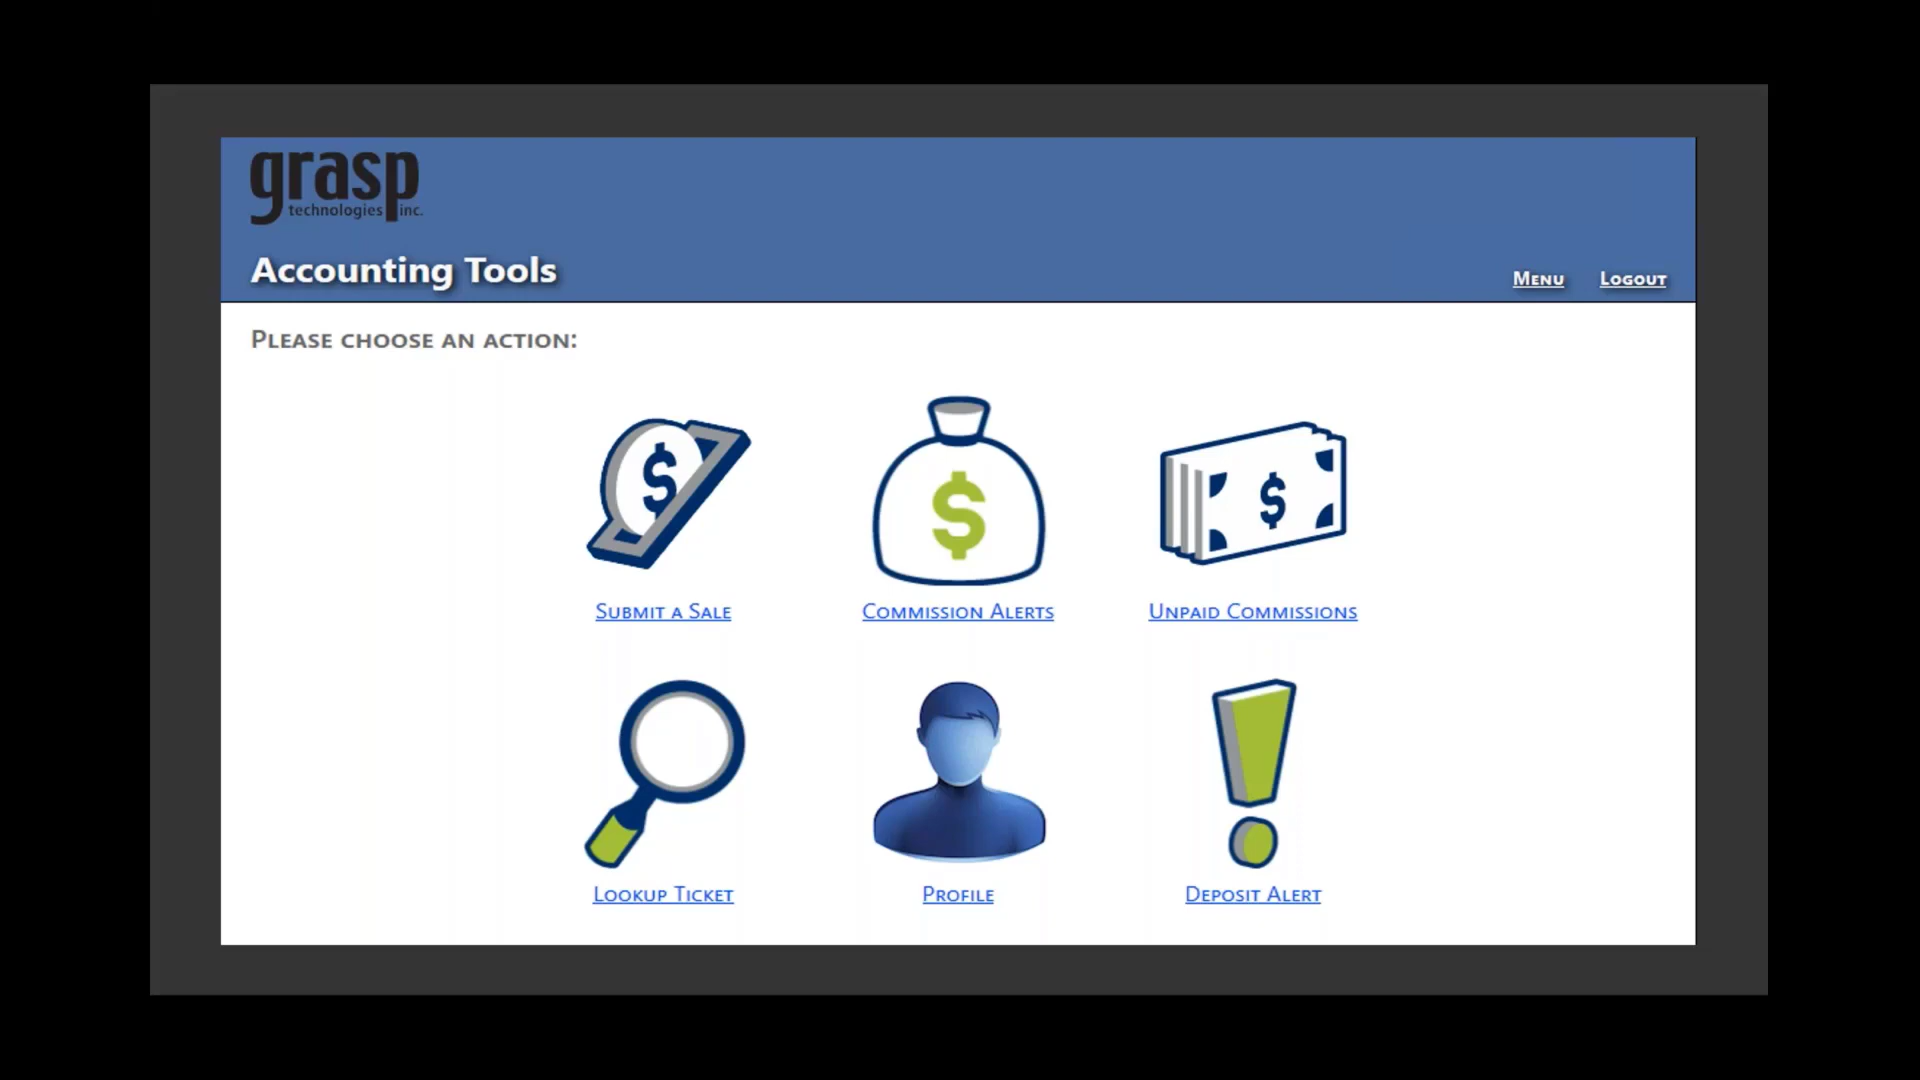 grasp
technologies inc.
Accounting Tools
Menu Logout
Please choose an action:
Submit a Sale Commission Alerts Unpaid Commissions
Lookup Ticket Profile Deposit Alert